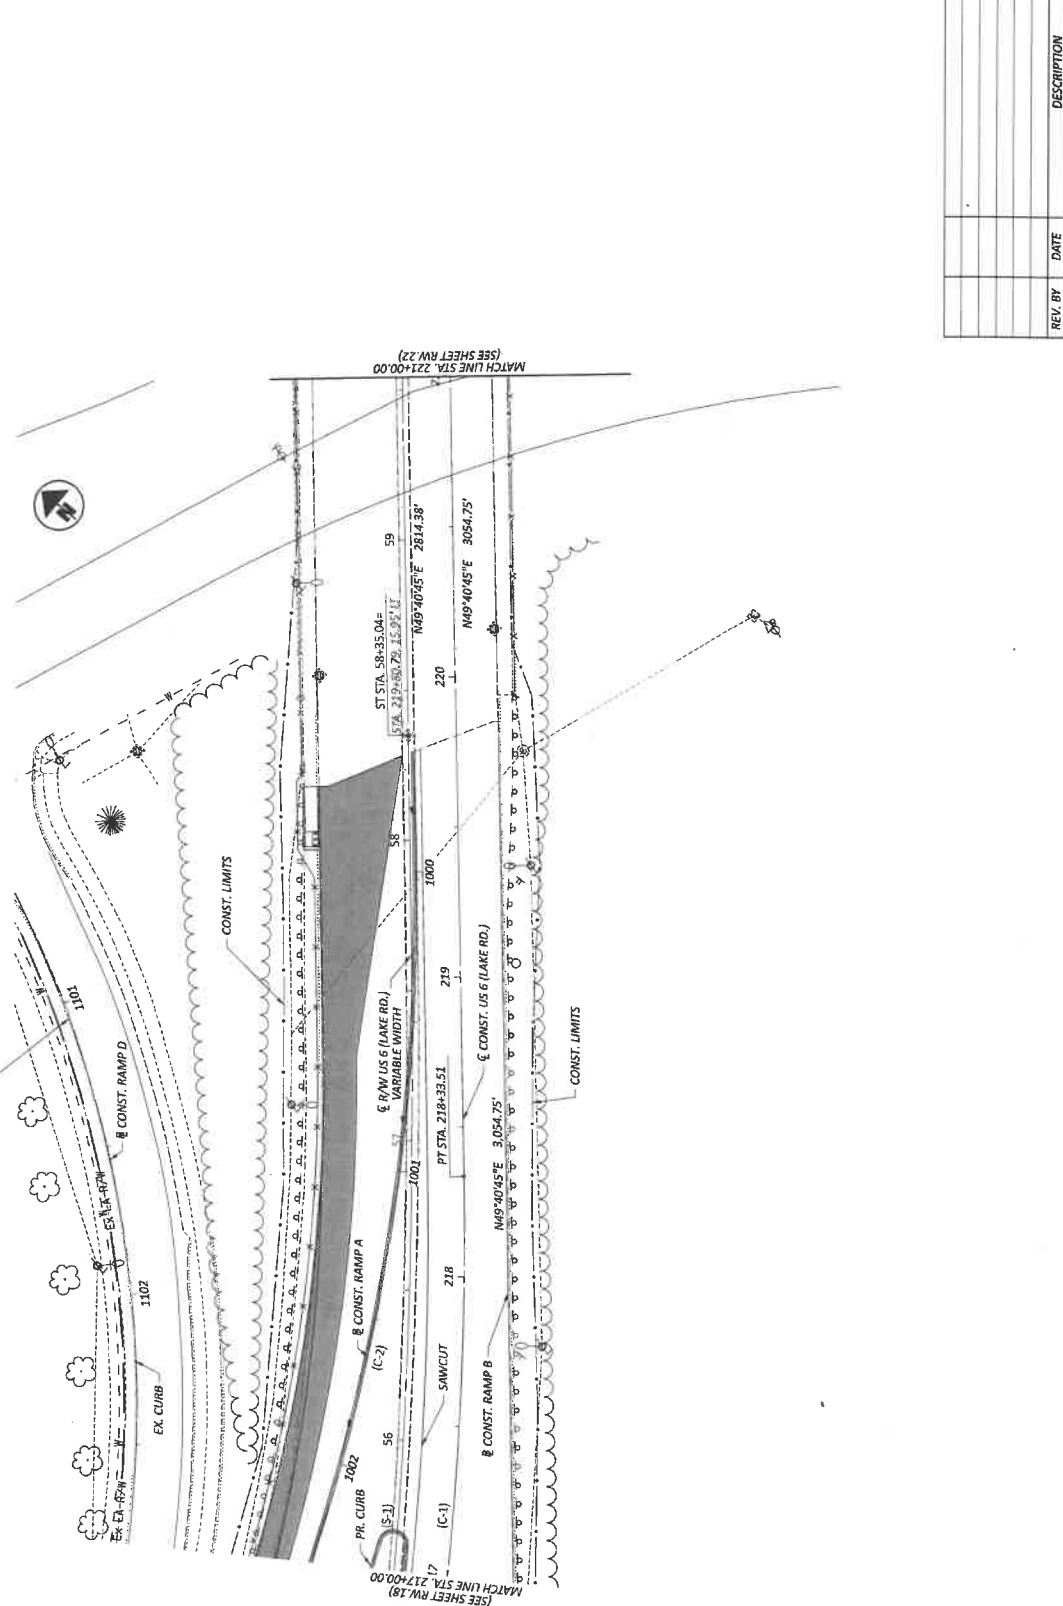 REV. BY
DATE
DESCRIPTION
MATCH LINE STA. 221+00.00
(SEE SHEET RW.22)
N
59
N49°40'45"E 2814.38'
N49°40'45"E 3054.75'
ST STA. 58+35.04=
STA. 219+80.79, 15.95' LT
220
W
58
1000
CONST. LIMITS
219
℄ R/W US 6 (LAKE RD.)
VARIABLE WIDTH
℄ CONST. US 6 (LAKE RD.)
1101
W
CONST. RAMP D
57
1001
PT STA. 218+33.51
CONST. LIMITS
N49°40'45"E 3,054.75'
EX LA-R/W
W
1102
218
CONST. RAMP A
(C-2)
EX. CURB
SAWCUT
CONST. RAMP B
W
56
1002
EX LA-R/W
PR. CURB
(S-1)
(C-1)
17
MATCH LINE STA. 217+00.00
(SEE SHEET RW.18)